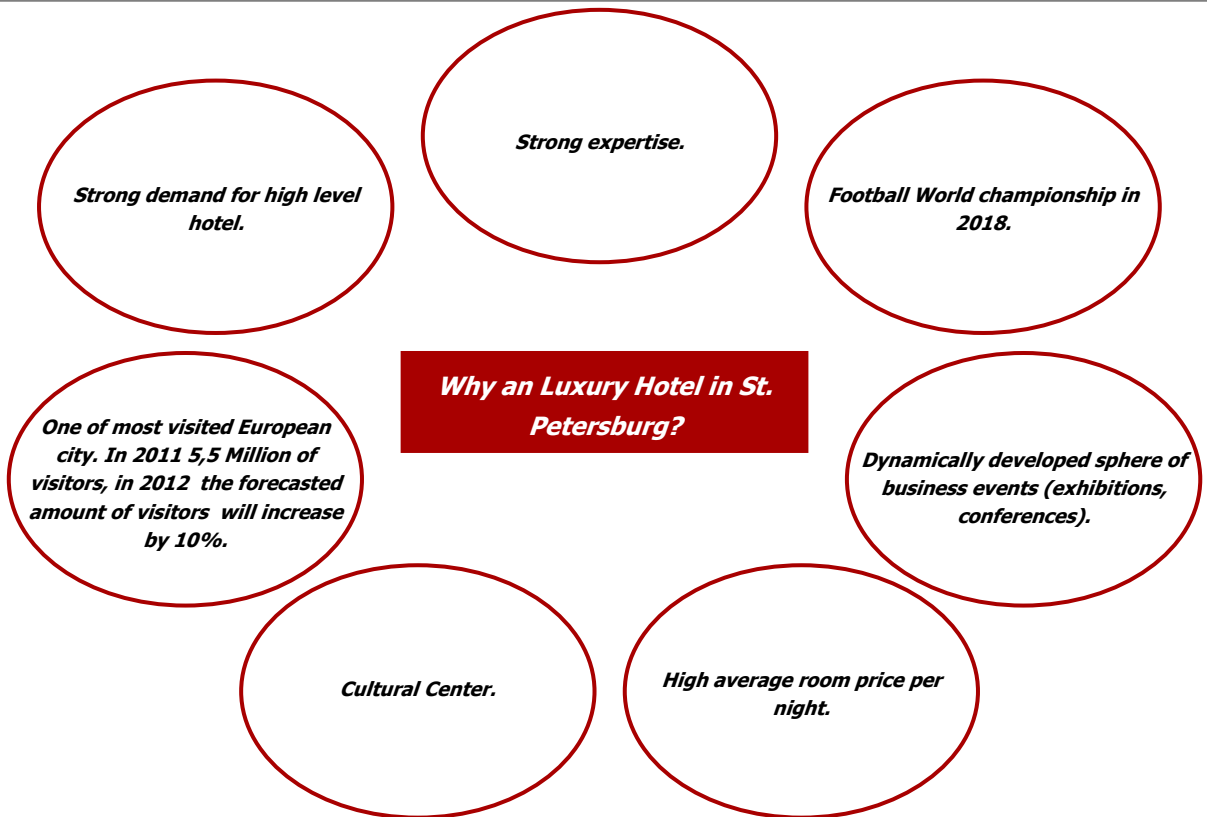 Strong expertise.
Strong demand for high level
hotel.
Football World championship in
2018.
Why an Luxury Hotel in St.
Petersburg?
One of most visited European
city. In 2011 5,5 Million of
visitors, in 2012 the forecasted
amount of visitors will increase
by 10%.
Dynamically developed sphere of
business events (exhibitions,
conferences).
Cultural Center.
High average room price per
night.